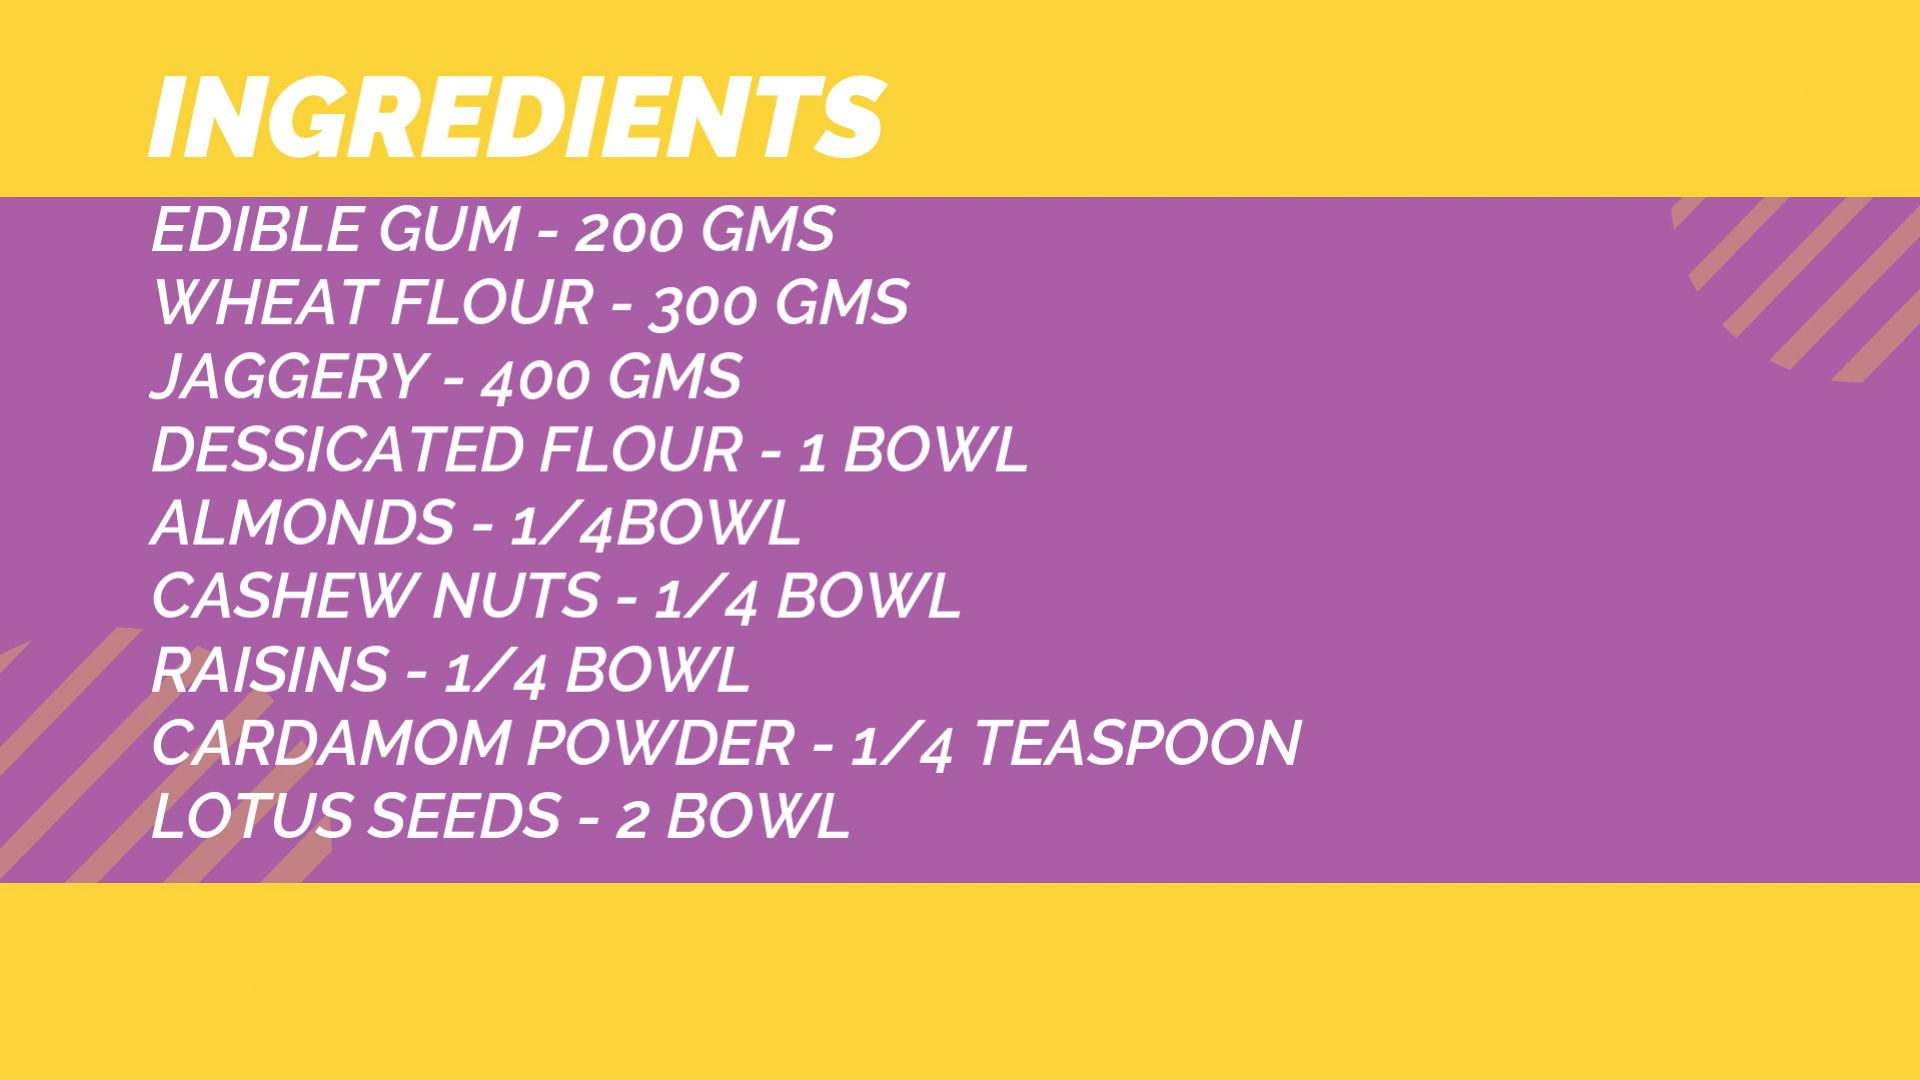 INGREDIENTS
EDIBLE GUM - 200 GMS
WHEAT FLOUR - 300 GMS
JAGGERY - 400 GMS
DESSICATED FLOUR - 1 BOWL
ALMONDS - 1/4BOWL
CASHEW NUTS - 1/4 BOWL
RAISINS - 1/4 BOWL
CARDAMOM POWDER - 1/4 TEASPOON
LOTUS SEEDS - 2 BOWL